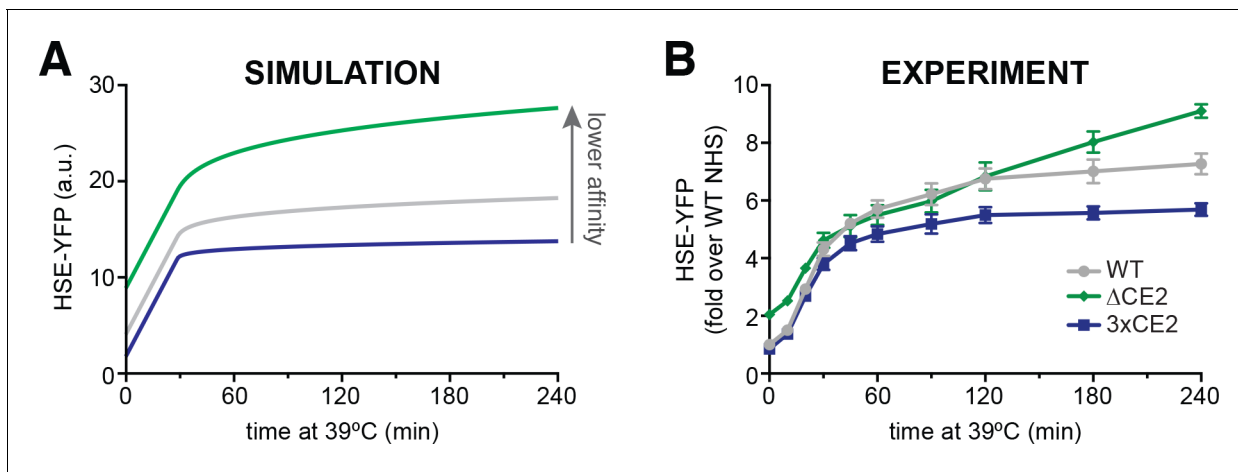 A
SIMULATION
30
20
10
0
HSE-YFP (a.u.)
0
60
120
180
240
time at 39ºC (min)
lower affinity
B
EXPERIMENT
10
8
6
4
2
0
HSE-YFP
(fold over WT NHS)
WT
ΔCE2
3xCE2
0
60
120
180
240
time at 39ºC (min)